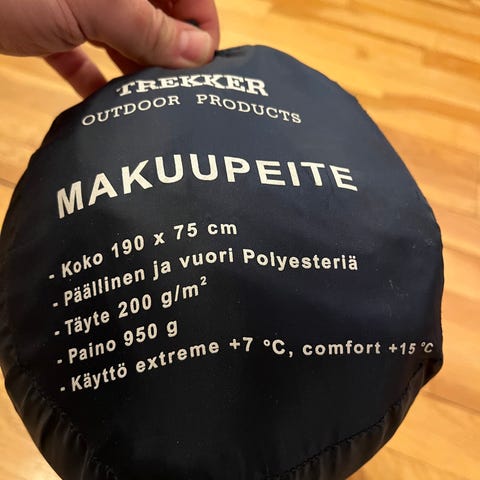 TREKKER
OUTDOOR PRODUCTS
MAKUUPEITE
- Koko 190 x 75 cm
- Päällinen ja vuori Polyesteriä
- Täyte 200 g/m²
- Paino 950 g
- Käyttö extreme +7 °C, comfort +15 °C